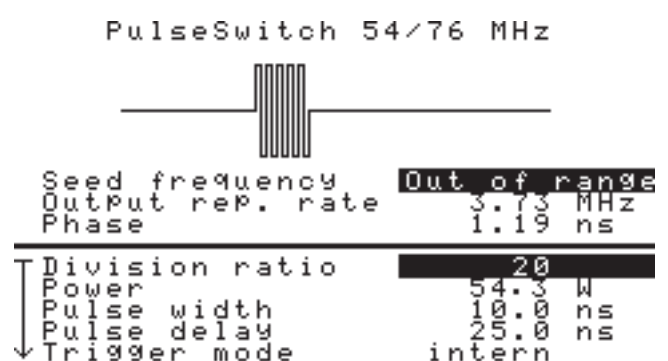 PulseSwitch 54/76 MHz
Seed frequency Out of range
Output rep. rate 3.73 MHz
Phase 1.19 ns
Division ratio 20
Power 54.3 W
Pulse width 10.0 ns
Pulse delay 25.0 ns
Trigger mode intern